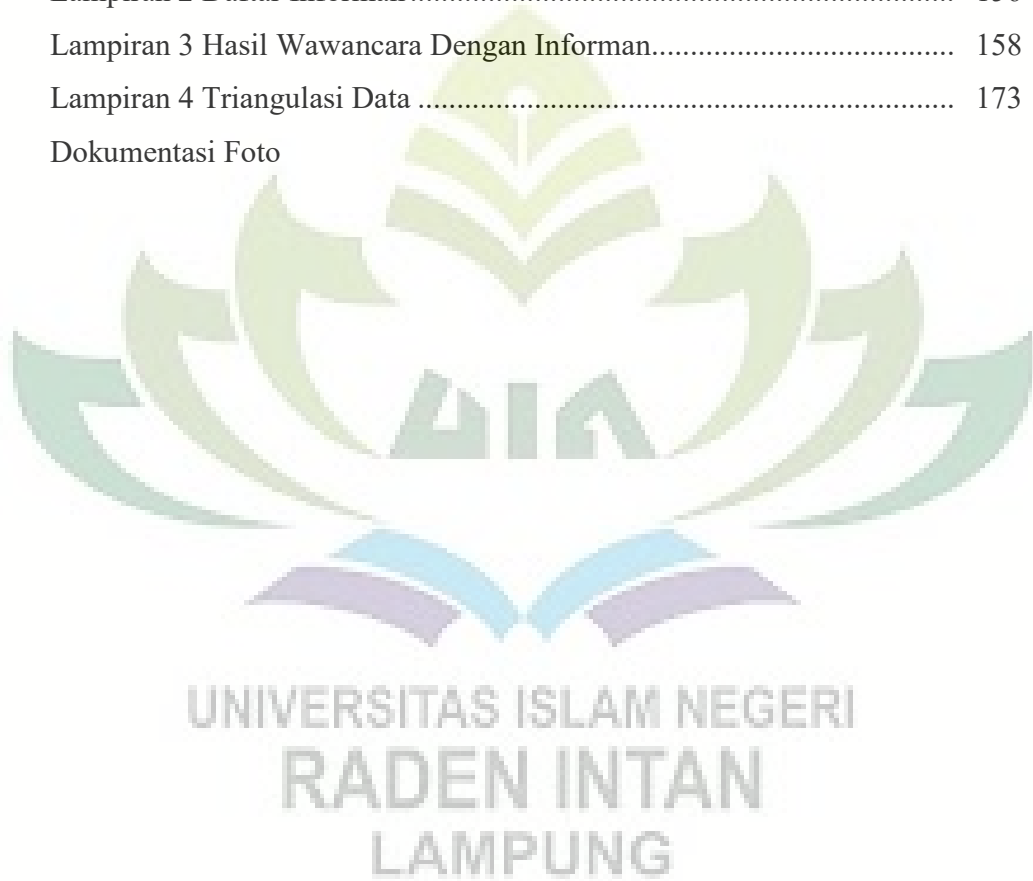 Lampiran 3 Hasil Wawancara Dengan Informan.................................... 158
Lampiran 4 Triangulasi Data ................................................................ 173
Dokumentasi Foto
UIN
UNIVERSITAS ISLAM NEGERI
RADEN INTAN
LAMPUNG